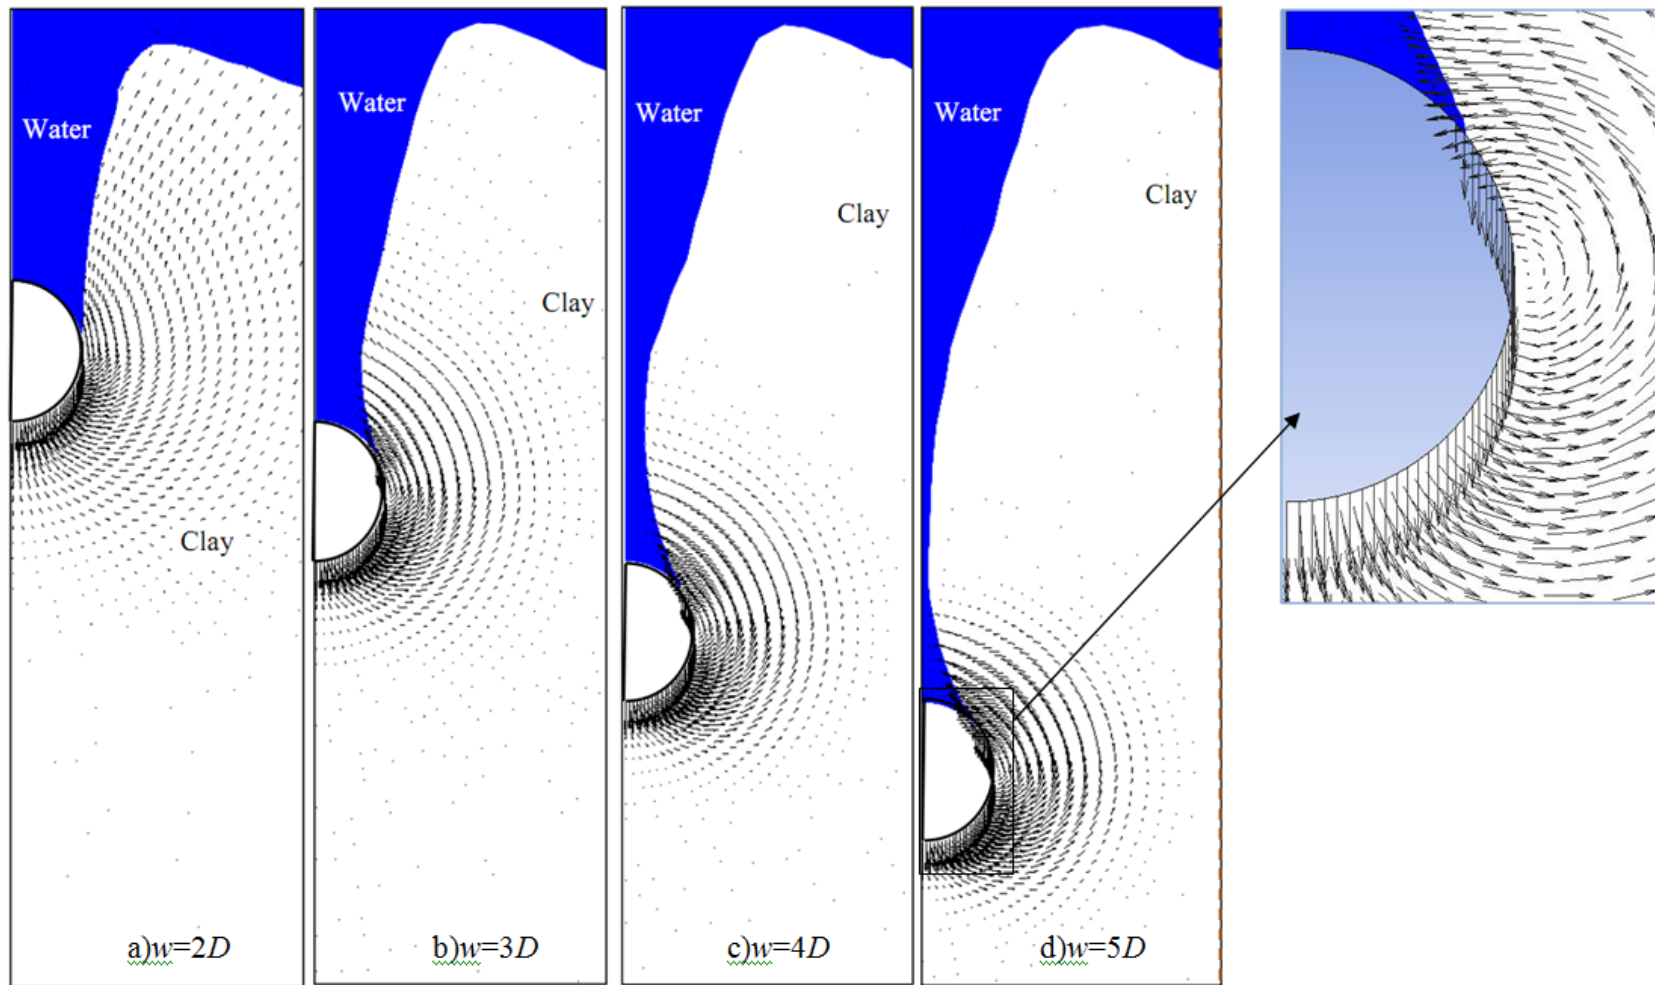 Water
Clay
a)w=2D
Water
Clay
b)w=3D
Water
Clay
c)w=4D
Water
Clay
d)w=5D